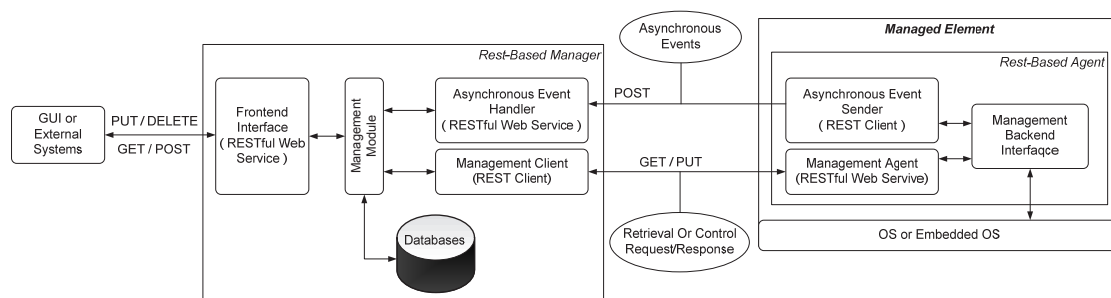 Asynchronous
Events
Managed Element
Rest-Based Manager
Rest-Based Agent
GUI or
External
Systems
PUT / DELETE
GET / POST
Frontend
Interface
( RESTful Web
Service )
Management
Module
Asynchronous Event
Handler
( RESTful Web Service )
POST
Asynchronous Event
Sender
( REST Client )
Management
Backend
Interfaqce
Management Client
(REST Client)
GET / PUT
Management Agent
(RESTful Web Service)
Databases
Retrieval Or Control
Request/Response
OS or Embedded OS